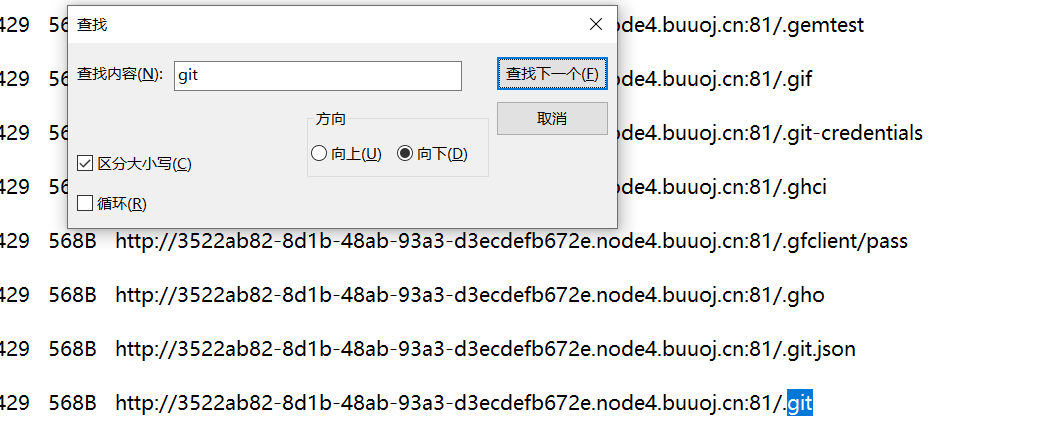 429 56 ode4.buuoj.cn:81/.gemtest
查找
查找内容(N): git 查找下一个(F)
429 56 ode4.buuoj.cn:81/.gif
取消
方向
429 56 ode4.buuoj.cn:81/.git-credentials
向上(U) 向下(D)
区分大小写(C)
429 56 ode4.buuoj.cn:81/.ghci
循环(R)
429 568B http://3522ab82-8d1b-48ab-93a3-d3ecdefb672e.node4.buuoj.cn:81/.gfclient/pass
429 568B http://3522ab82-8d1b-48ab-93a3-d3ecdefb672e.node4.buuoj.cn:81/.gho
429 568B http://3522ab82-8d1b-48ab-93a3-d3ecdefb672e.node4.buuoj.cn:81/.git.json
429 568B http://3522ab82-8d1b-48ab-93a3-d3ecdefb672e.node4.buuoj.cn:81/.git